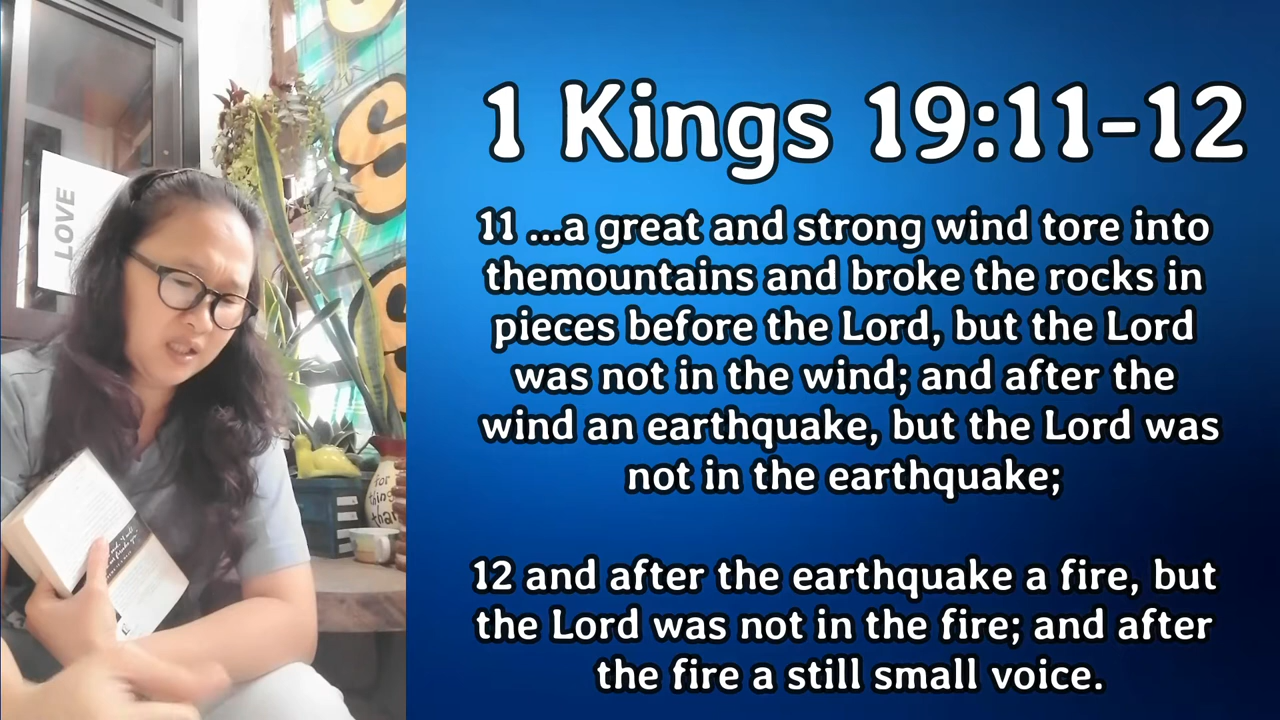 LOVE
1 Kings 19:11-12
11 ...a great and strong wind tore into
themountains and broke the rocks in
pieces before the Lord, but the Lord
was not in the wind; and after the
wind an earthquake, but the Lord was
not in the earthquake;
12 and after the earthquake a fire, but
the Lord was not in the fire; and after
the fire a still small voice.
for